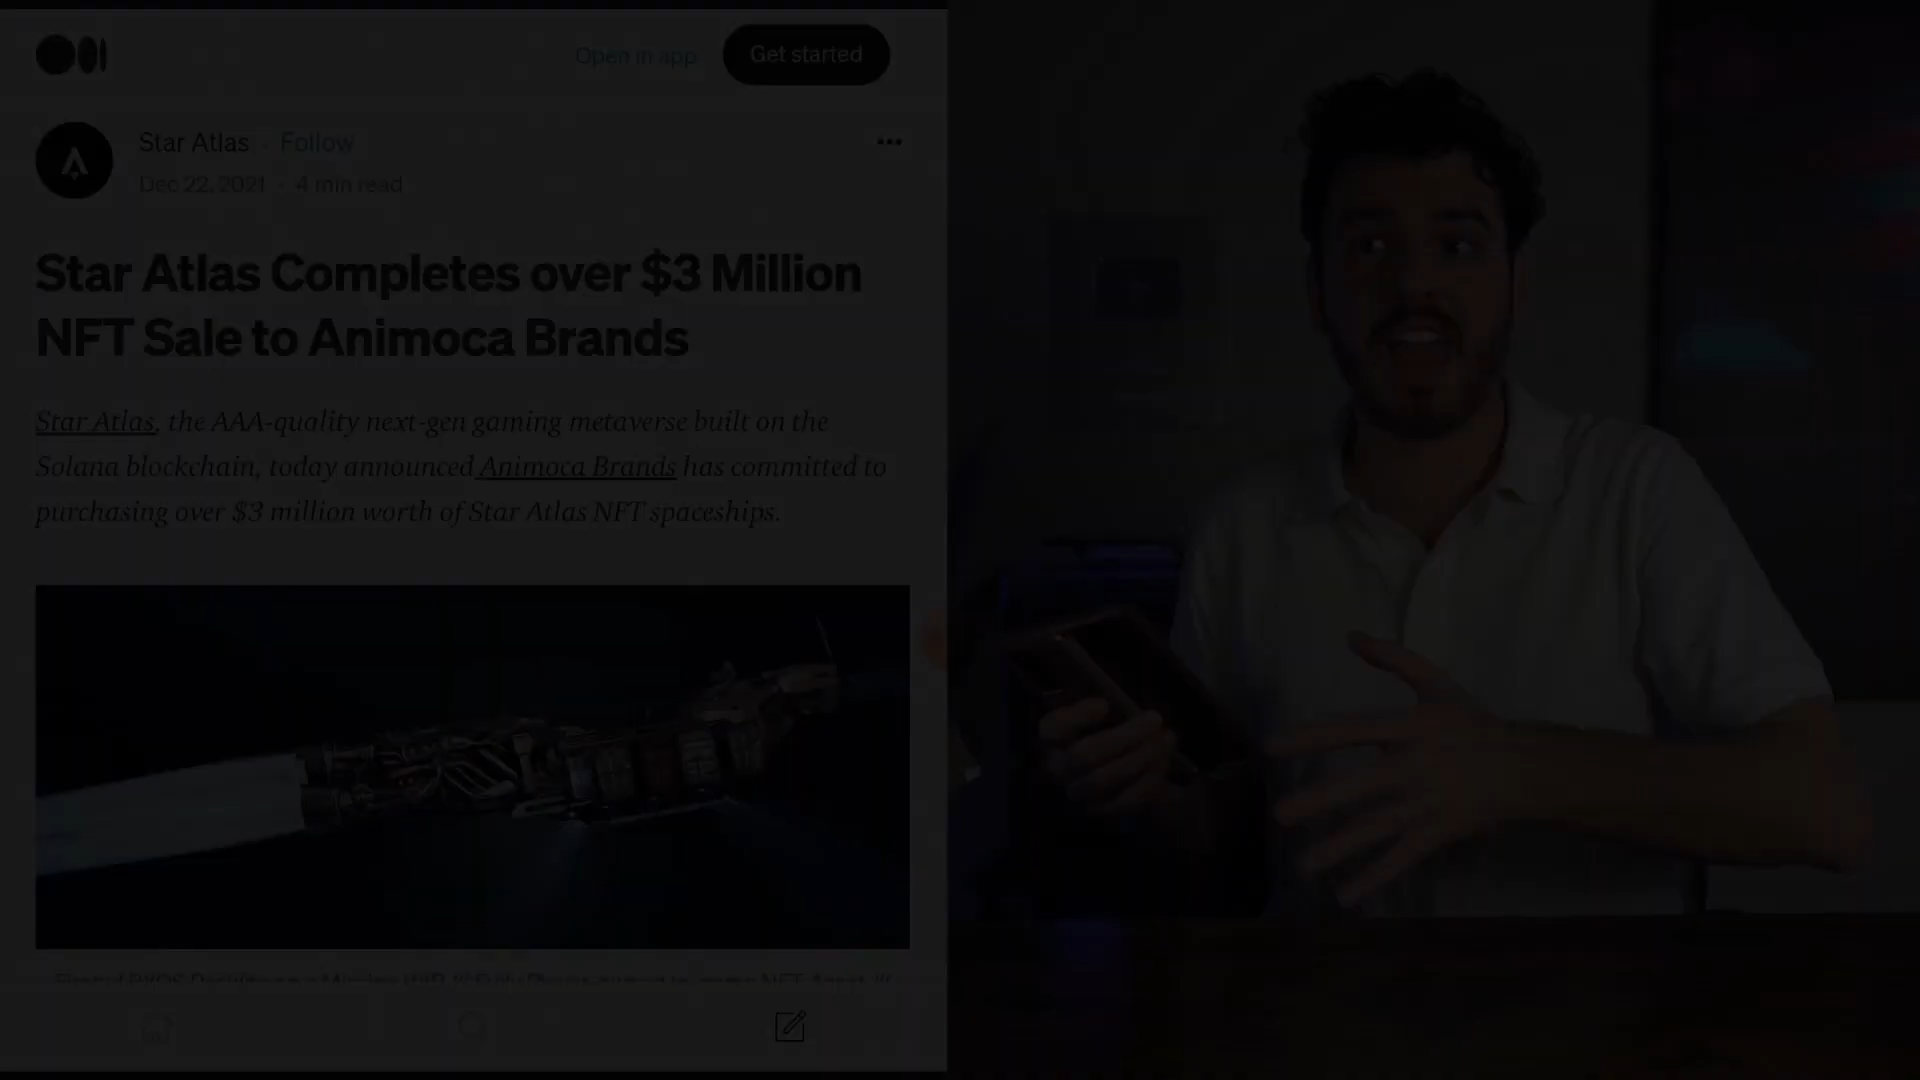 Open in app
Get started
Star Atlas · Follow
Dec 22, 2021 · 4 min read
Star Atlas Completes over $3 Million
NFT Sale to Animoca Brands
Star Atlas, the AAA-quality next-gen gaming metaverse built on the
Solana blockchain, today announced Animoca Brands has committed to
purchasing over $3 million worth of Star Atlas NFT spaceships.